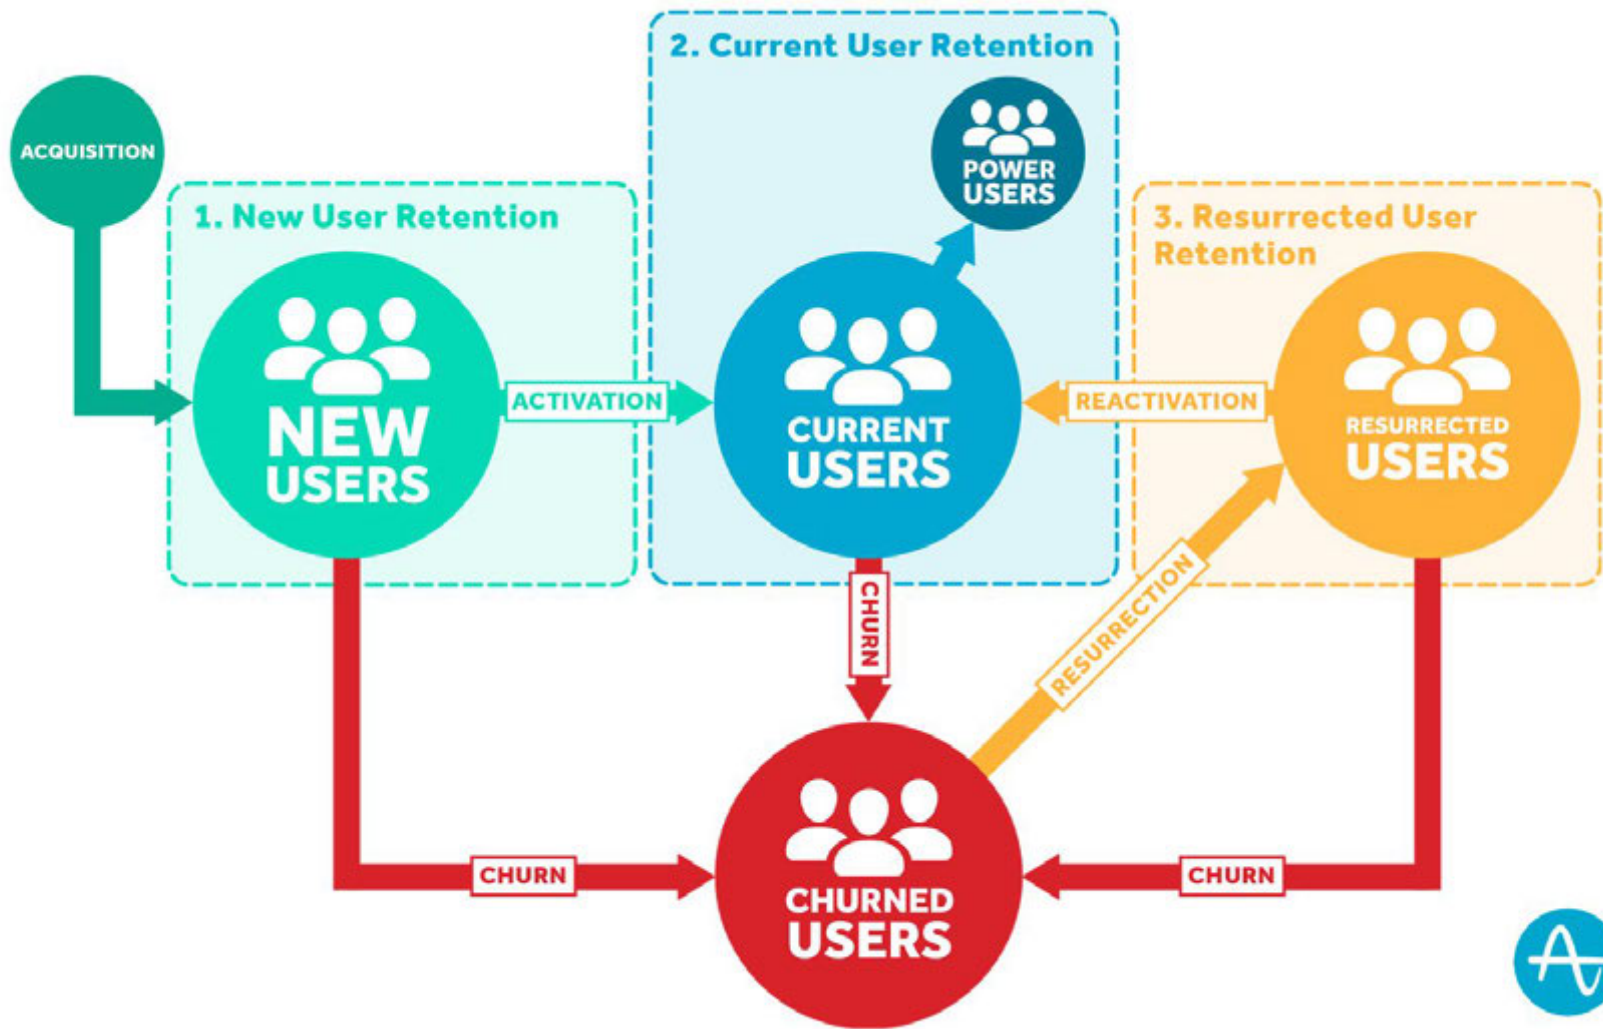 2. Current User Retention
ACQUISITION
POWER
USERS
1. New User Retention
3. Resurrected User
Retention
NEW
USERS
ACTIVATION
CURRENT
USERS
REACTIVATION
RESURRECTED
USERS
CHURN
RESURRECTION
CHURN
CHURNED
USERS
CHURN